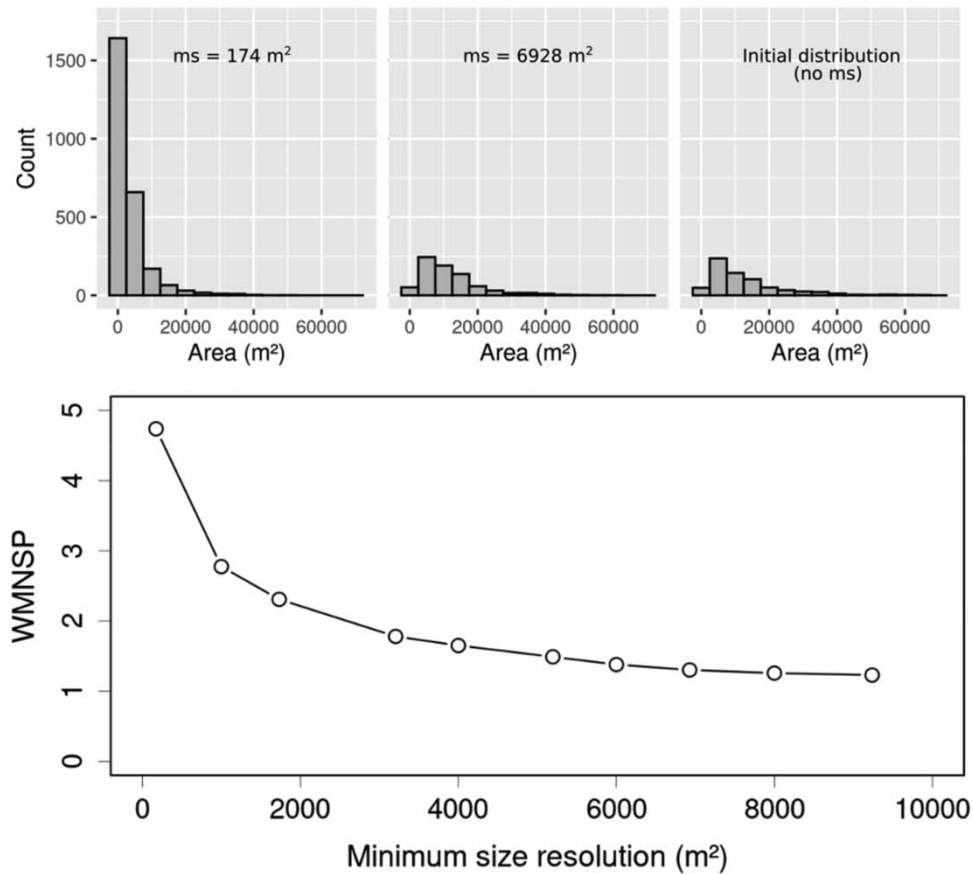 ms = 174 m²
ms = 6928 m²
Initial distribution
(no ms)
Count
1500
1000
500
0
0 20000 40000 60000
0 20000 40000 60000
0 20000 40000 60000
Area (m²)
Area (m²)
Area (m²)
WMNSP
5
4
3
2
1
0
0 2000 4000 6000 8000 10000
Minimum size resolution (m²)